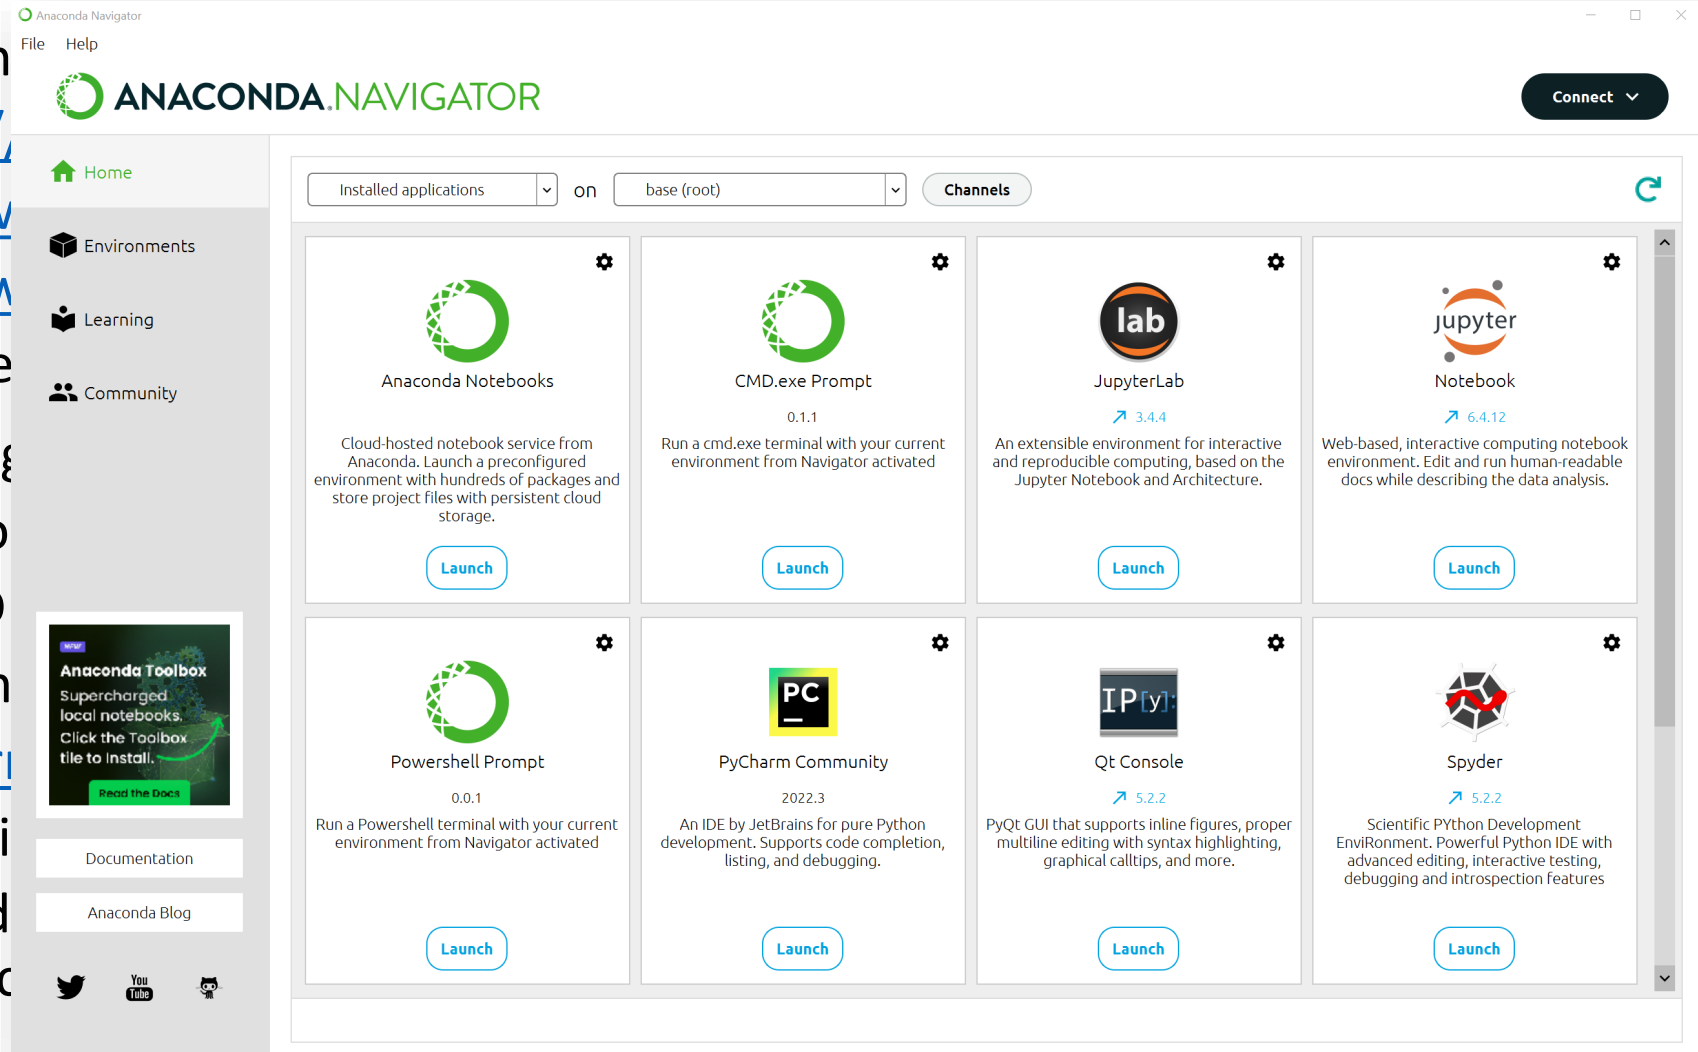 Anaconda Navigator
File Help
ANACONDA.NAVIGATOR
Connect
Home
Environments
Learning
Community
NEW
Anaconda Toolbox
Supercharged
local notebooks.
Click the Toolbox
tile to Install.
Read the Docs
Documentation
Anaconda Blog
You
Tube
Installed applications on base (root) Channels
Anaconda Notebooks
Cloud-hosted notebook service from
Anaconda. Launch a preconfigured
environment with hundreds of packages and
store project files with persistent cloud
storage.
Launch
CMD.exe Prompt
0.1.1
Run a cmd.exe terminal with your current
environment from Navigator activated
Launch
lab
JupyterLab
3.4.4
An extensible environment for interactive
and reproducible computing, based on the
Jupyter Notebook and Architecture.
Launch
jupyter
Notebook
6.4.12
Web-based, interactive computing notebook
environment. Edit and run human-readable
docs while describing the data analysis.
Launch
Powershell Prompt
0.0.1
Run a Powershell terminal with your current
environment from Navigator activated
Launch
PC
PyCharm Community
2022.3
An IDE by JetBrains for pure Python
development. Supports code completion,
listing, and debugging.
Launch
IP[y]:
Qt Console
5.2.2
PyQt GUI that supports inline figures, proper
multiline editing with syntax highlighting,
graphical calltips, and more.
Launch
Spyder
5.2.2
Scientific PYthon Development
EnviRonment. Powerful Python IDE with
advanced editing, interactive testing,
debugging and introspection features
Launch